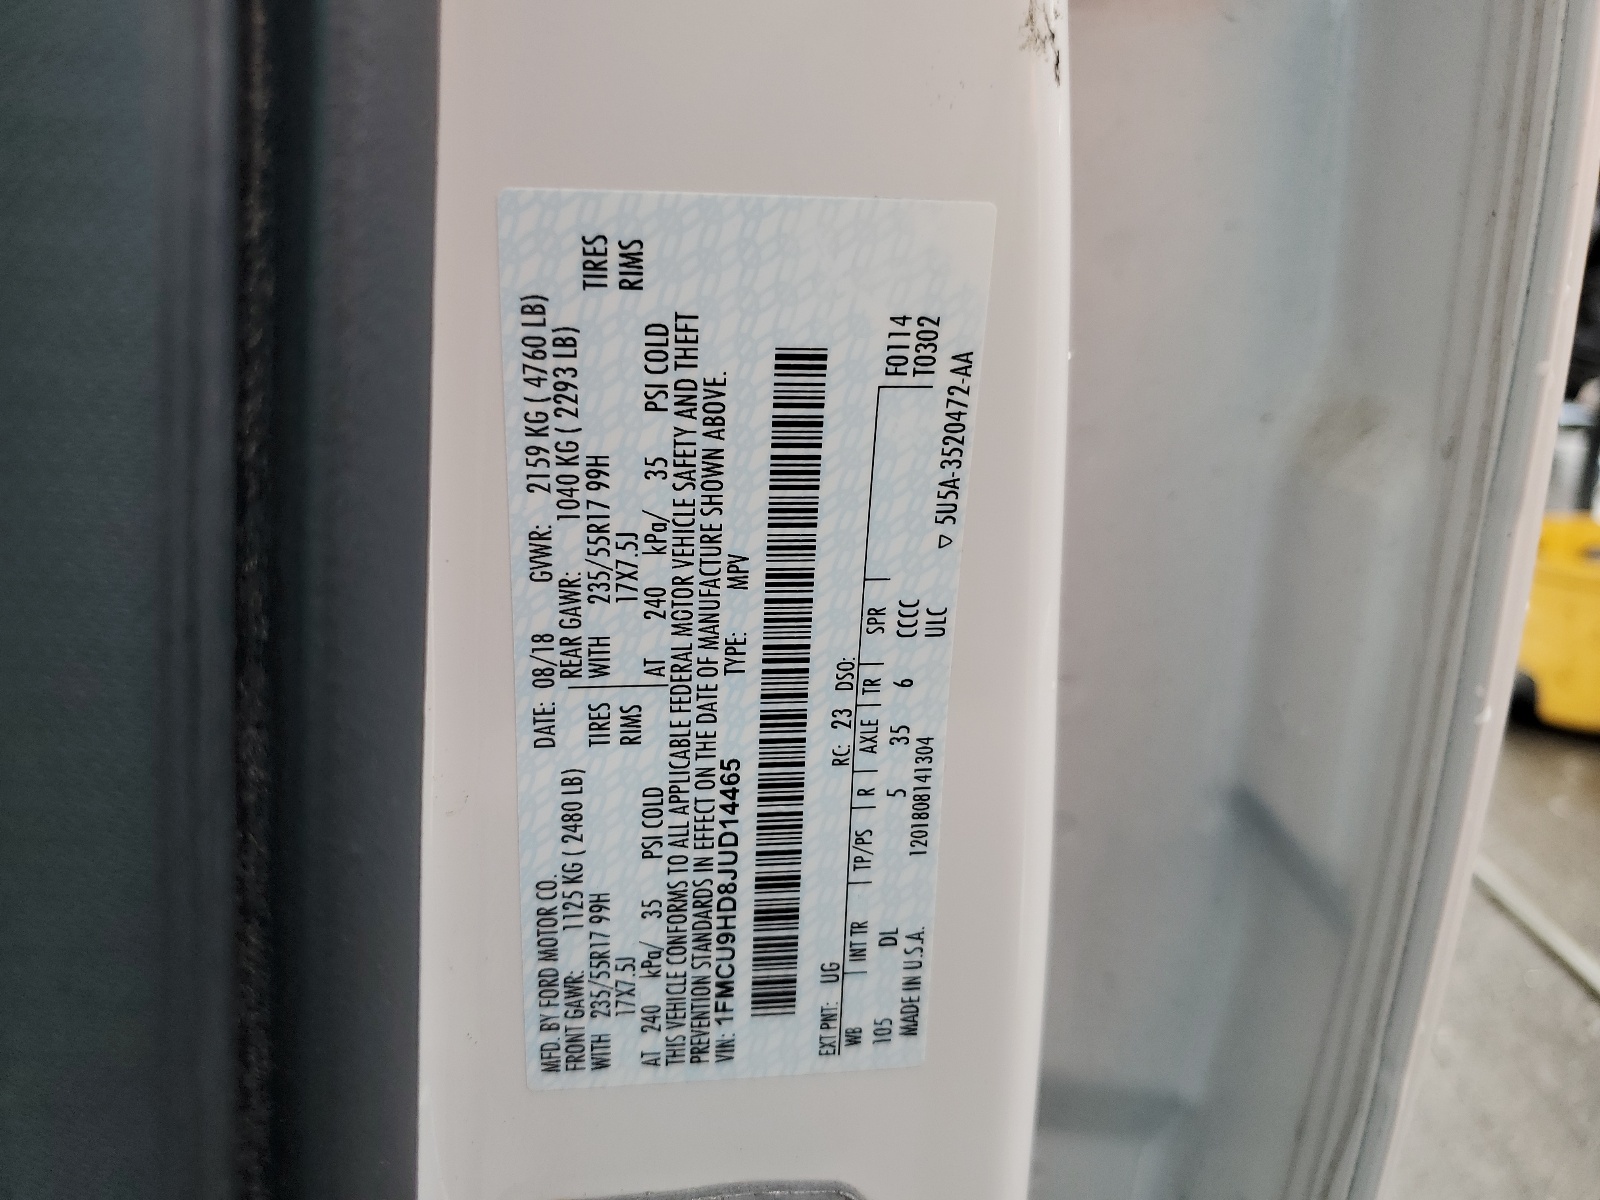 MFD. BY FORD MOTOR CO. DATE: 08/18 GVWR: 2159 KG ( 4760 LB)
FRONT GAWR: 1125 KG ( 2480 LB) REAR GAWR: 1040 KG ( 2293 LB)
WITH 235/55R17 99H TIRES WITH 235/55R17 99H TIRES
17X7.5J RIMS 17X7.5J RIMS
AT 240 kPa/ 35 PSI COLD AT 240 kPa/ 35 PSI COLD
THIS VEHICLE CONFORMS TO ALL APPLICABLE FEDERAL MOTOR VEHICLE SAFETY AND THEFT
PREVENTION STANDARDS IN EFFECT ON THE DATE OF MANUFACTURE SHOWN ABOVE.
VIN: 1FMCU9HD8JUD14465 TYPE: MPV
EXT PNT: UG RC: 23 DSO:
WB INT TR TP/PS R AXLE TR SPR F0114
105 DL 5 35 6 CCCC T0302
MADE IN U.S.A. 120180814​1304 ULC
▽ 5U5A-3520472-AA